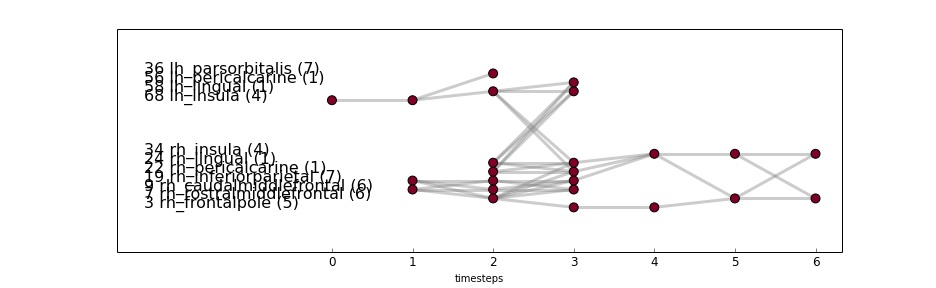 36 lh_parsorbitalis (7)
56 lh_pericalcarine (1)
58 lh_lingual (1)
68 lh_insula (4)
34 rh_insula (4)
24 rh_lingual (1)
22 rh_pericalcarine (1)
19 rh_inferiorparietal (7)
9 rh_caudalmiddlefrontal (6)
7 rh_rostralmiddlefrontal (6)
3 rh_frontalpole (5)
0 1 2 3 4 5 6
timesteps